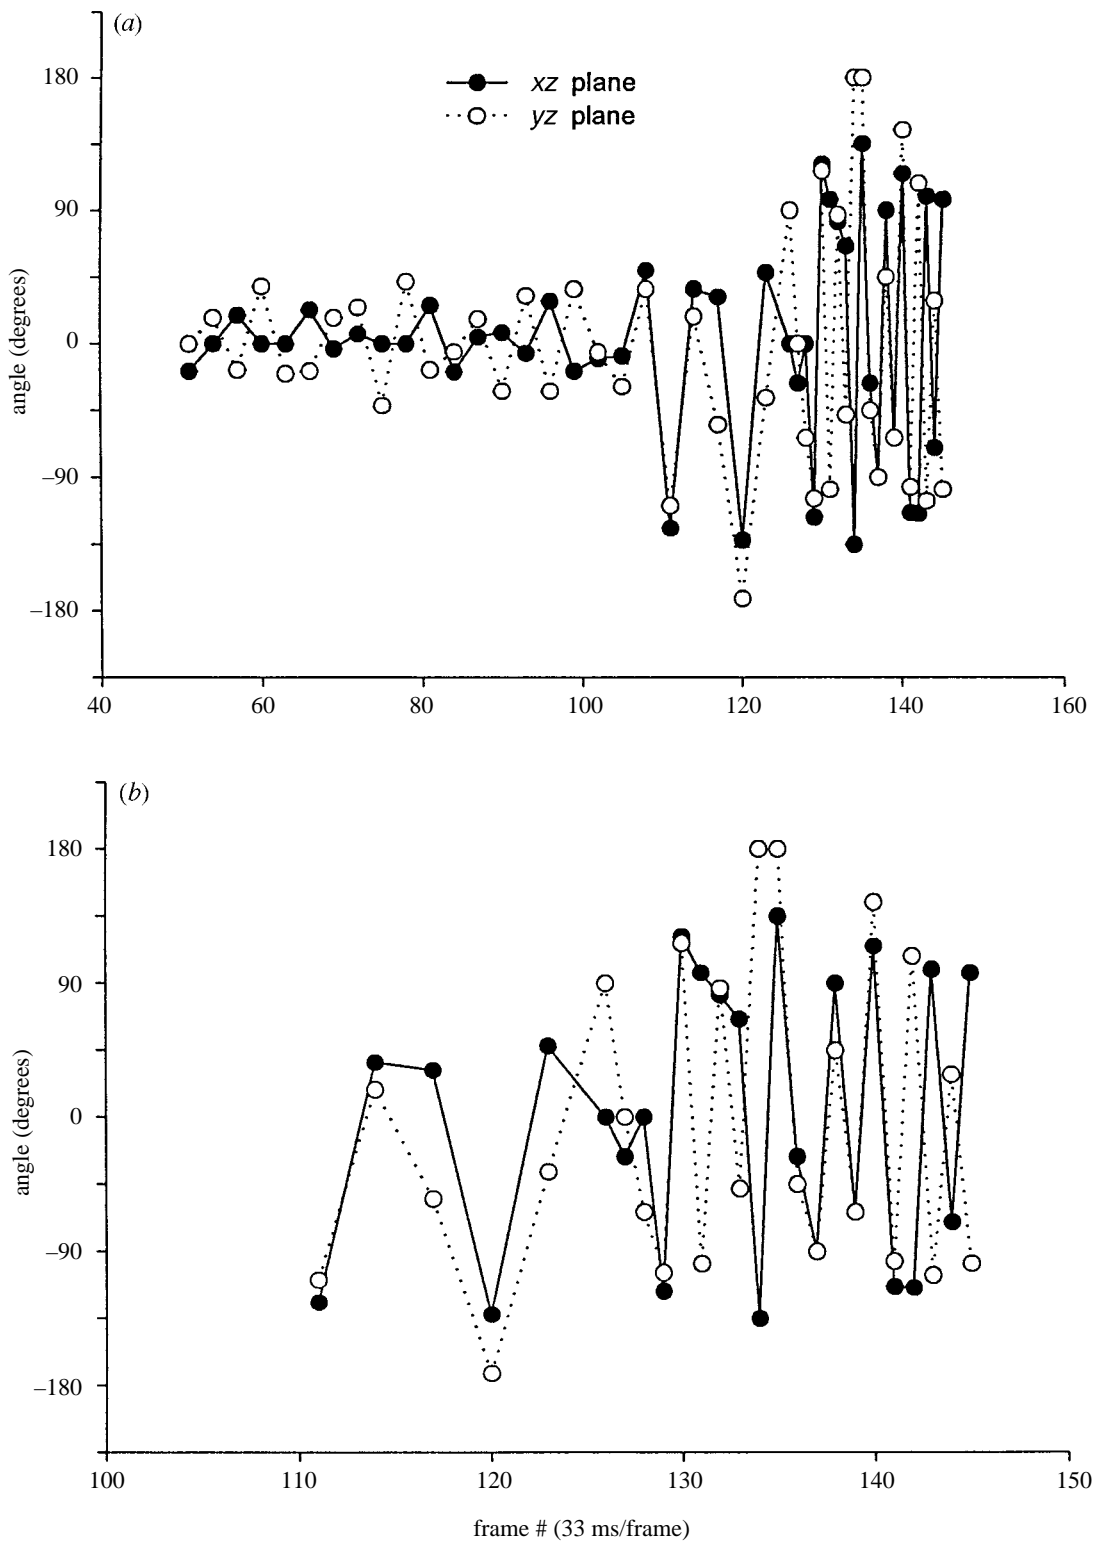 (a)
xz plane
yz plane
180
90
0
–90
–180
angle (degrees)
40 60 80 100 120 140 160
(b)
180
90
0
–90
–180
angle (degrees)
100 110 120 130 140 150
frame # (33 ms/frame)